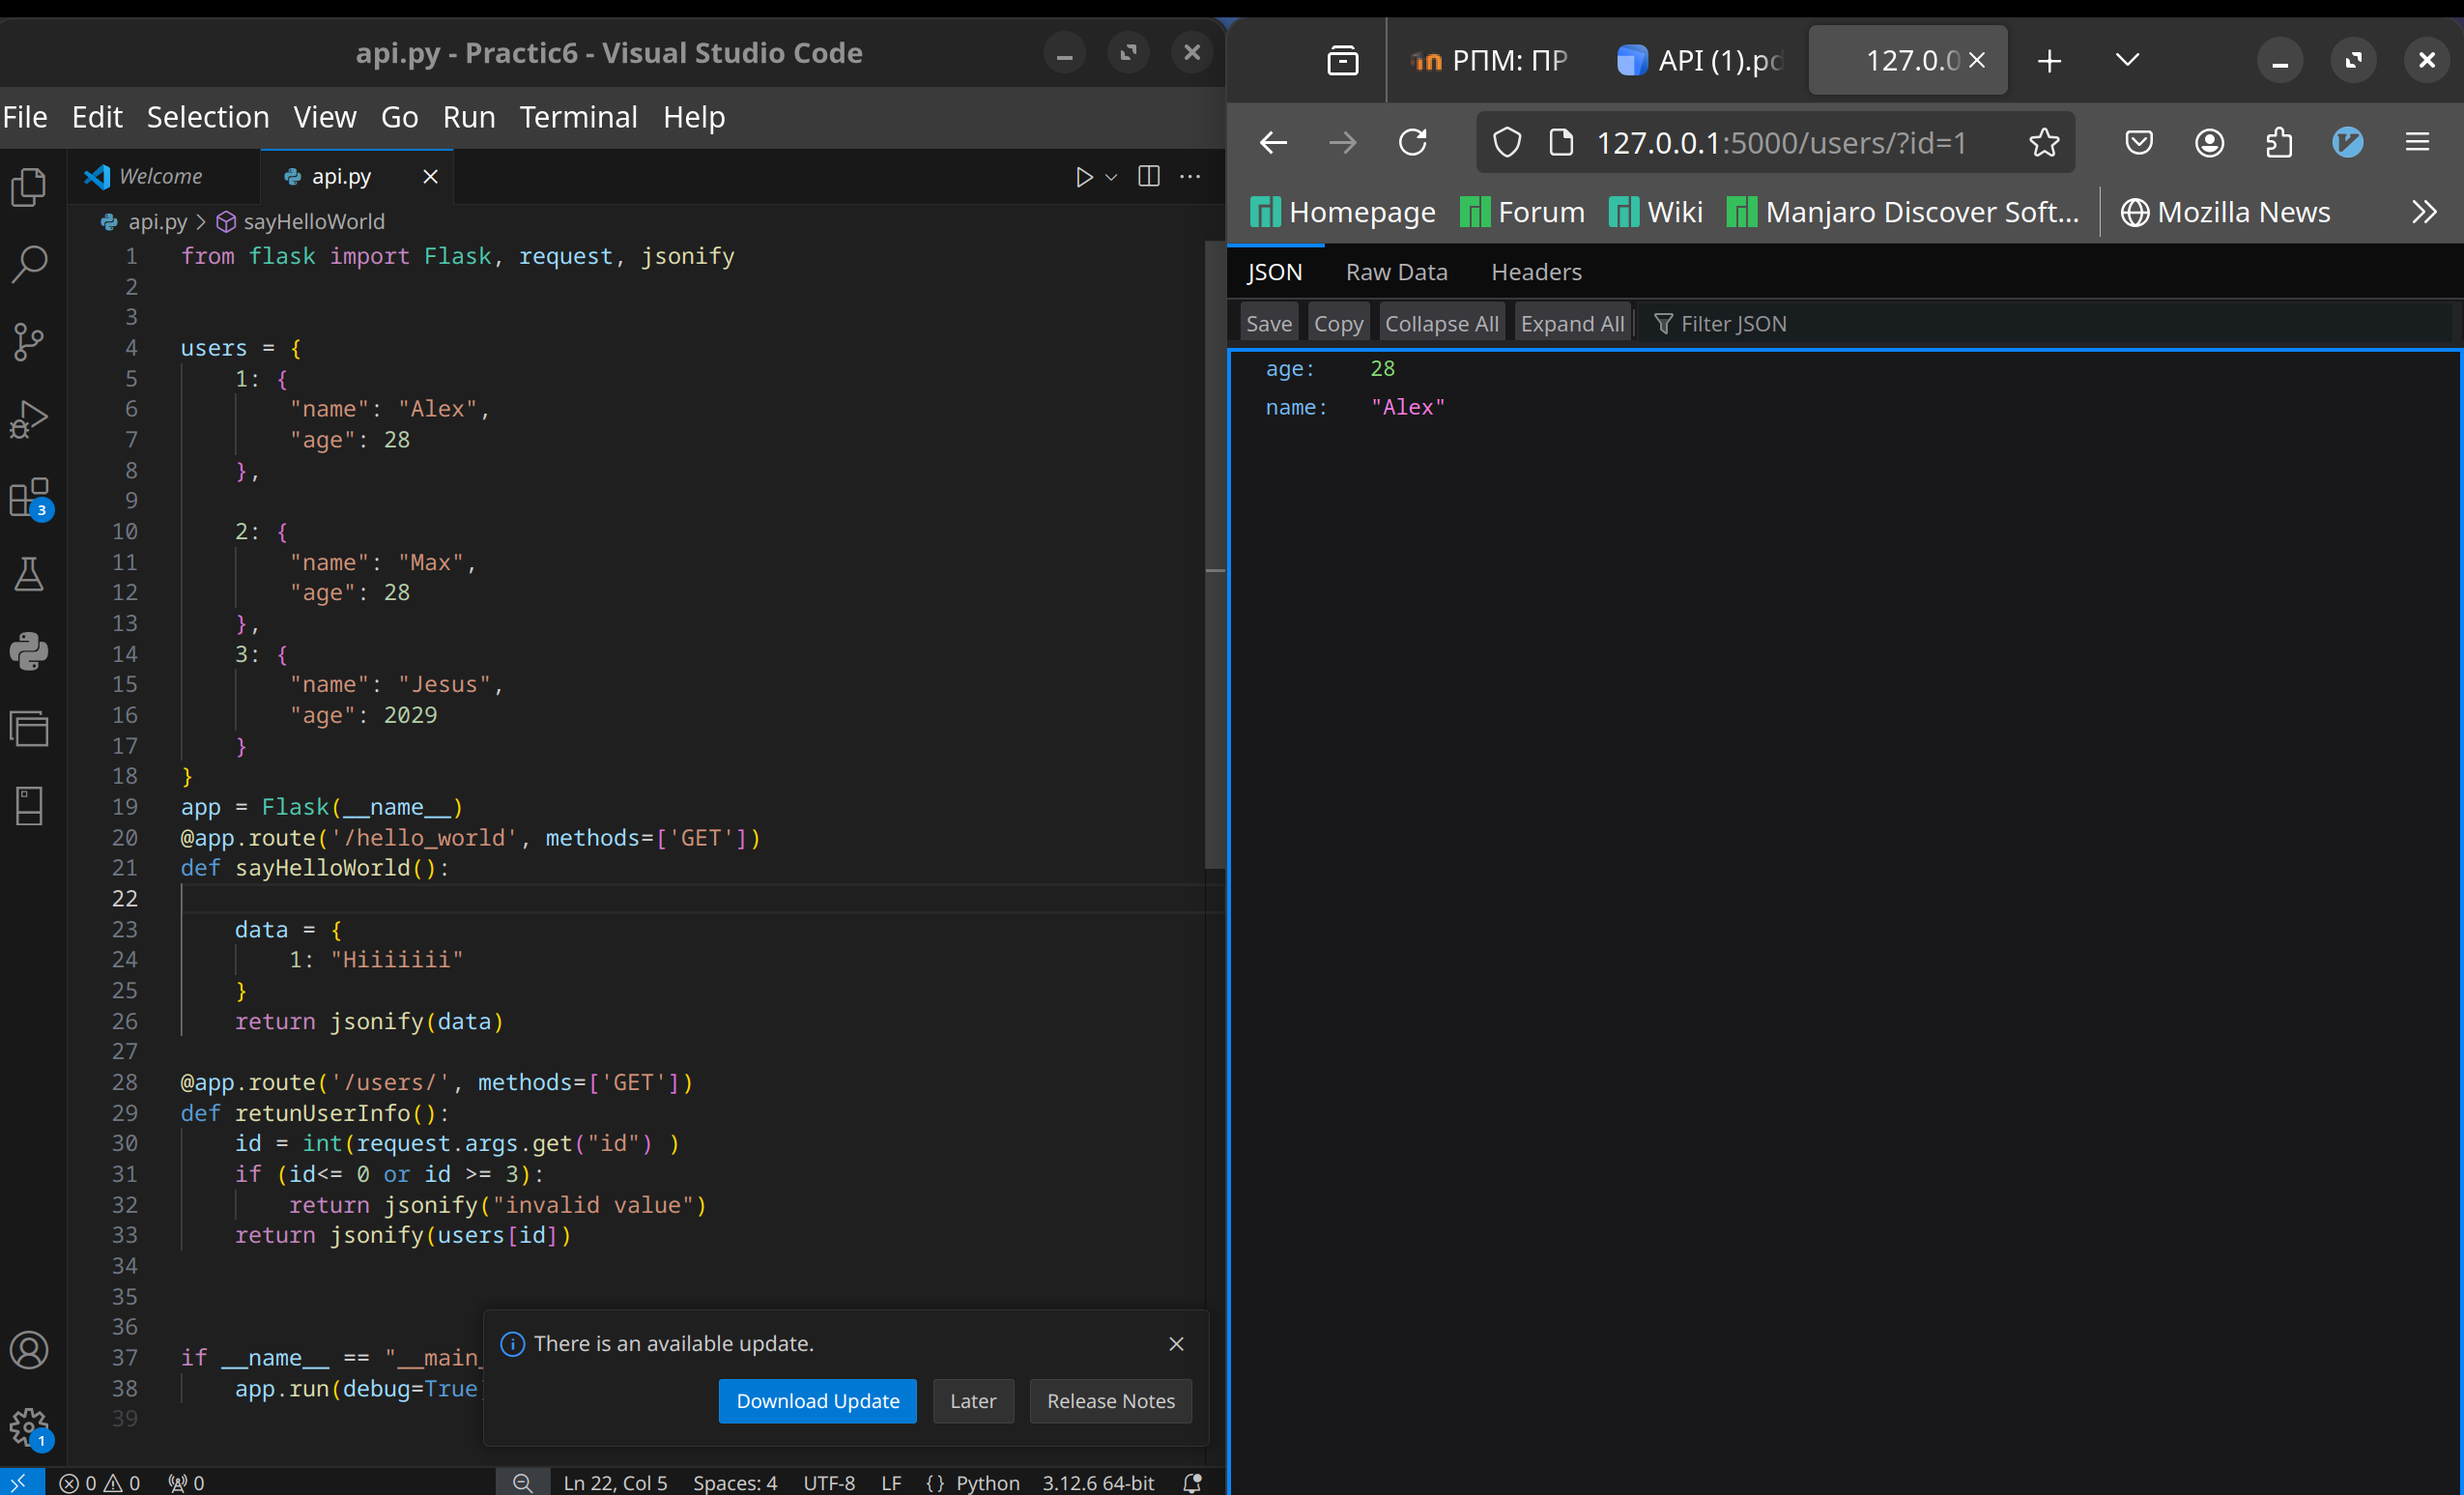 api.py - Practic6 - Visual Studio Code
File Edit Selection View Go Run Terminal Help
Welcome
api.py
api.py > sayHelloWorld
1 from flask import Flask, request, jsonify
2
3
4 users = {
5 1: {
6 "name": "Alex",
7 "age": 28
8 },
9
10 2: {
11 "name": "Max",
12 "age": 28
13 },
14 3: {
15 "name": "Jesus",
16 "age": 2029
17 }
18 }
19 app = Flask(__name__)
20 @app.route('/hello_world', methods=['GET'])
21 def sayHelloWorld():
22
23 data = {
24 1: "Hiiiiiii"
25 }
26 return jsonify(data)
27
28 @app.route('/users/', methods=['GET'])
29 def retunUserInfo():
30 id = int(request.args.get("id") )
31 if (id<= 0 or id >= 3):
32 return jsonify("invalid value")
33 return jsonify(users[id])
34
35
36
37 if __name__ == "__main_
38 app.run(debug=True
39
3
1
There is an available update.
Download Update Later Release Notes
0 0 0 Ln 22, Col 5 Spaces: 4 UTF-8 LF {} Python 3.12.6 64-bit
РПМ: ПР API (1).pd 127.0.0
127.0.0.1:5000/users/?id=1
Homepage Forum Wiki Manjaro Discover Soft... Mozilla News
JSON Raw Data Headers
Save Copy Collapse All Expand All Filter JSON
age: 28
name: "Alex"